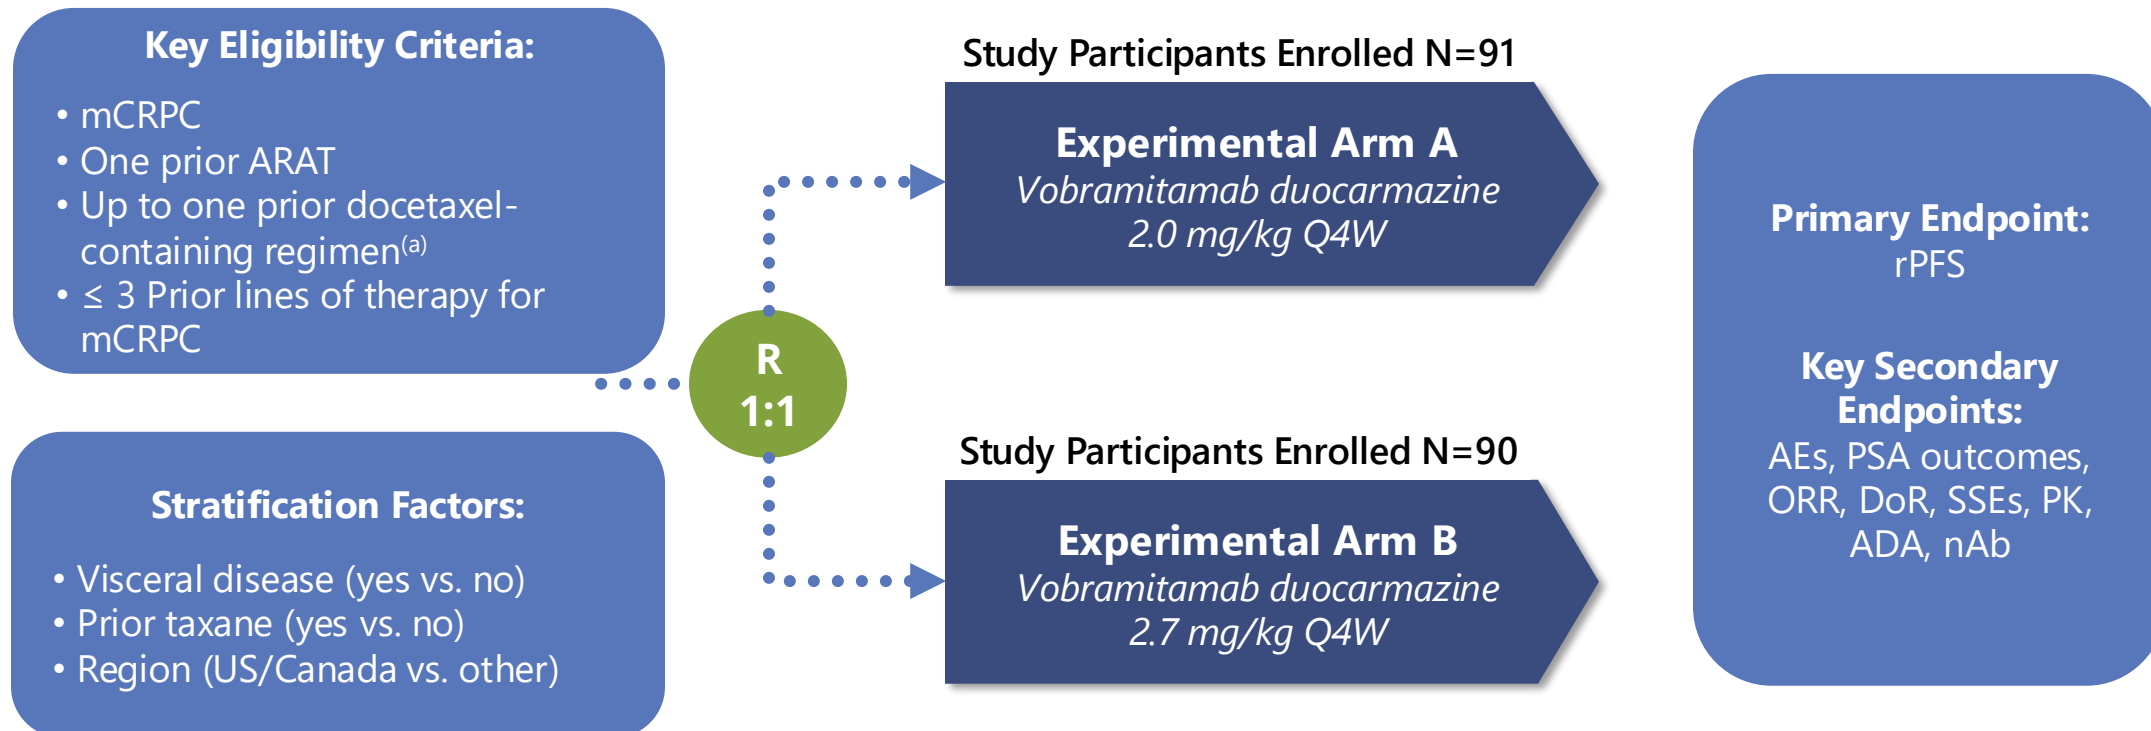 Key Eligibility Criteria:
• mCRPC
• One prior ARAT
• Up to one prior docetaxel-
containing regimen(a)
• ≤ 3 Prior lines of therapy for
mCRPC
Stratification Factors:
• Visceral disease (yes vs. no)
• Prior taxane (yes vs. no)
• Region (US/Canada vs. other)
R
1:1
Study Participants Enrolled N=91
Experimental Arm A
Vobramitamab duocarmazine
2.0 mg/kg Q4W
Study Participants Enrolled N=90
Experimental Arm B
Vobramitamab duocarmazine
2.7 mg/kg Q4W
Primary Endpoint:
rPFS
Key Secondary
Endpoints:
AEs, PSA outcomes,
ORR, DoR, SSEs, PK,
ADA, nAb